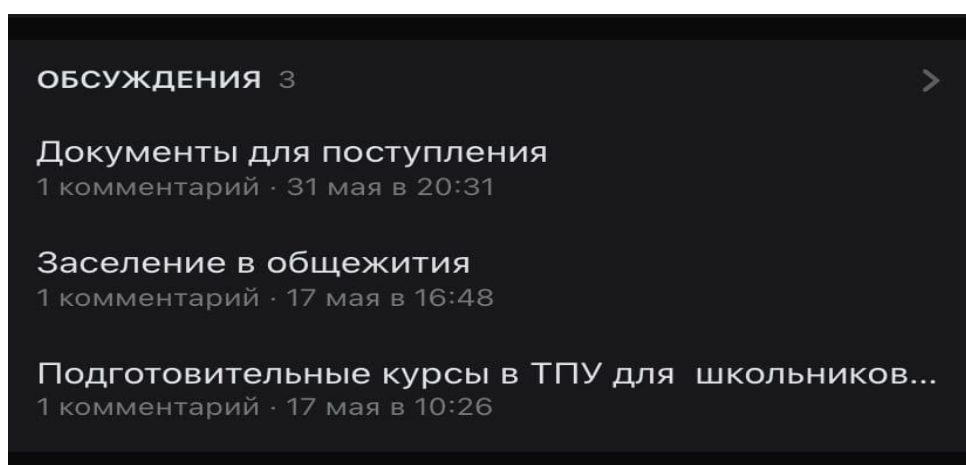 ОБСУЖДЕНИЯ 3
Документы для поступления
1 комментарий · 31 мая в 20:31
Заселение в общежития
1 комментарий · 17 мая в 16:48
Подготовительные курсы в ТПУ для  школьников...
1 комментарий · 17 мая в 10:26